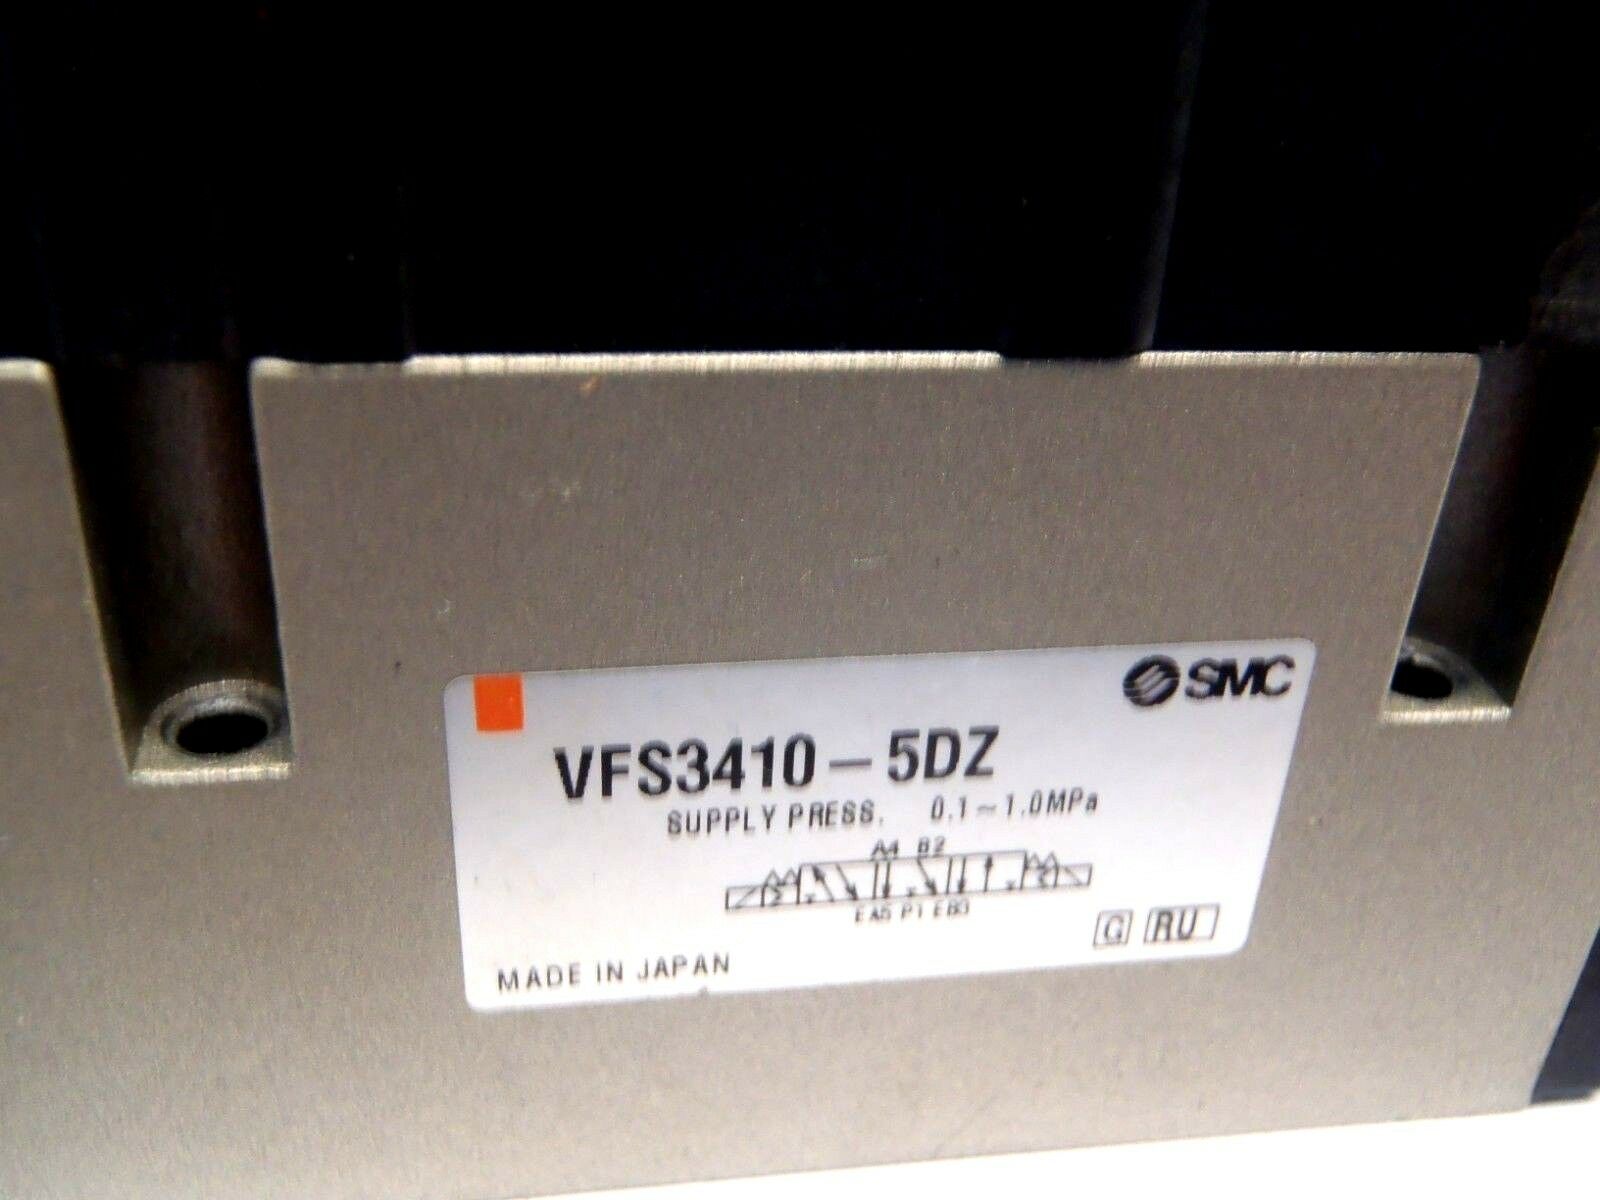 SMC
VFS3410-5DZ
SUPPLY PRESS. 0.1~1.0MPa
A4 B2
EA5 P1 EB3
G RU
MADE IN JAPAN